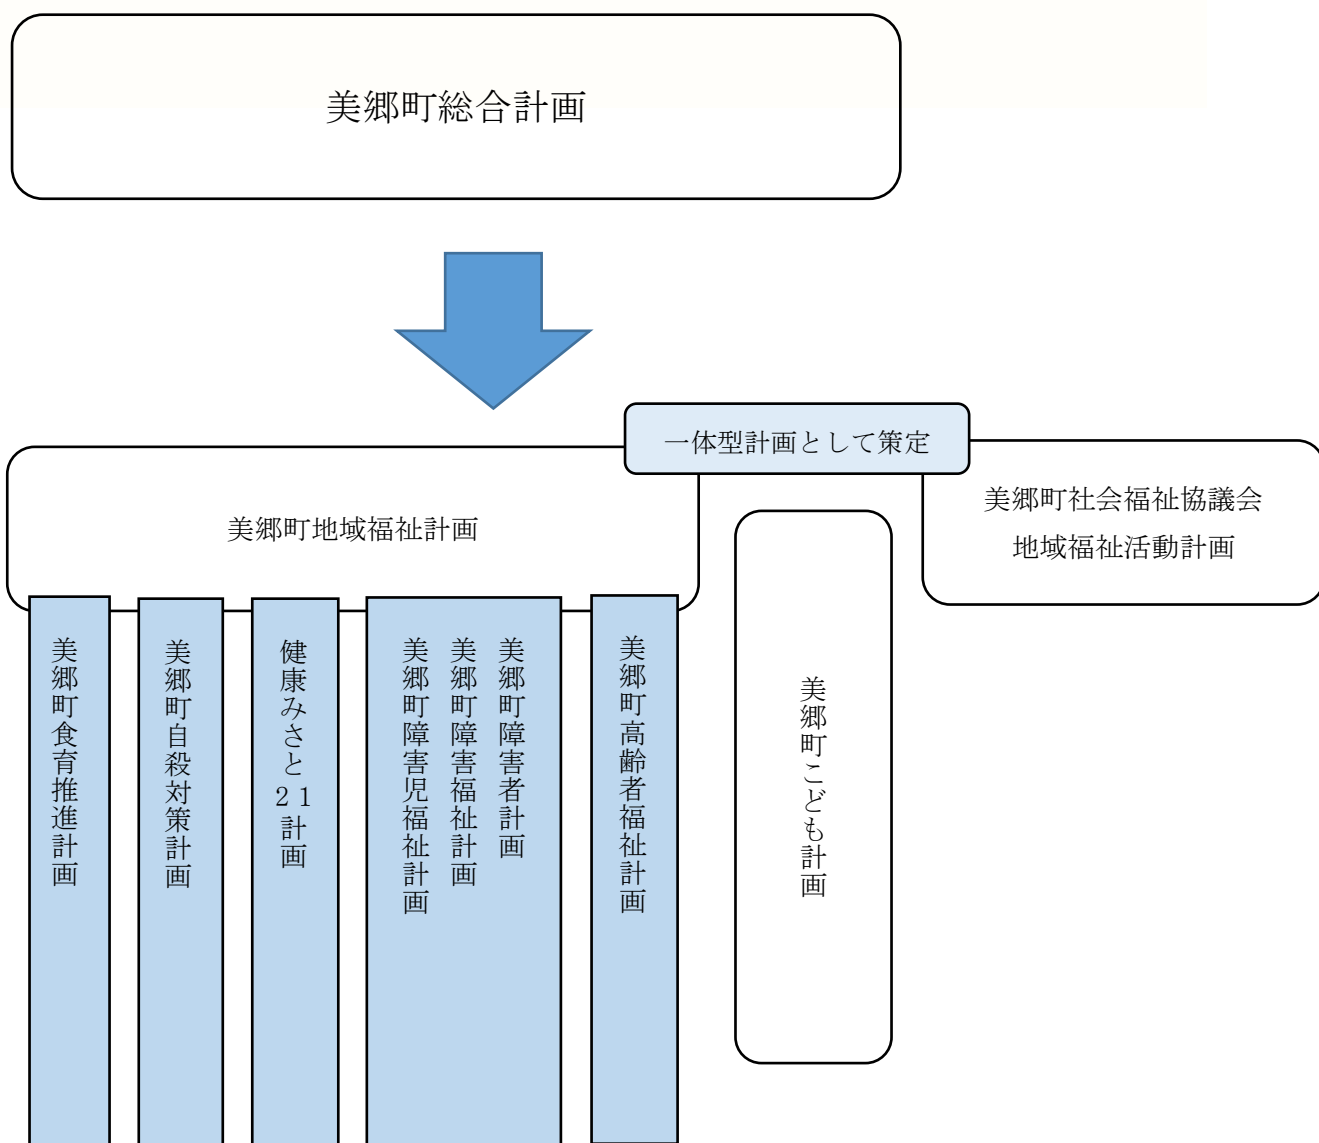 美郷町総合計画
一体型計画として策定
美郷町地域福祉計画
美郷町社会福祉協議会
地域福祉活動計画
美郷町食育推進計画
美郷町自殺対策計画
健康みさと21計画
美郷町障害者計画
美郷町障害福祉計画
美郷町障害児福祉計画
美郷町高齢者福祉計画
美郷町こども計画